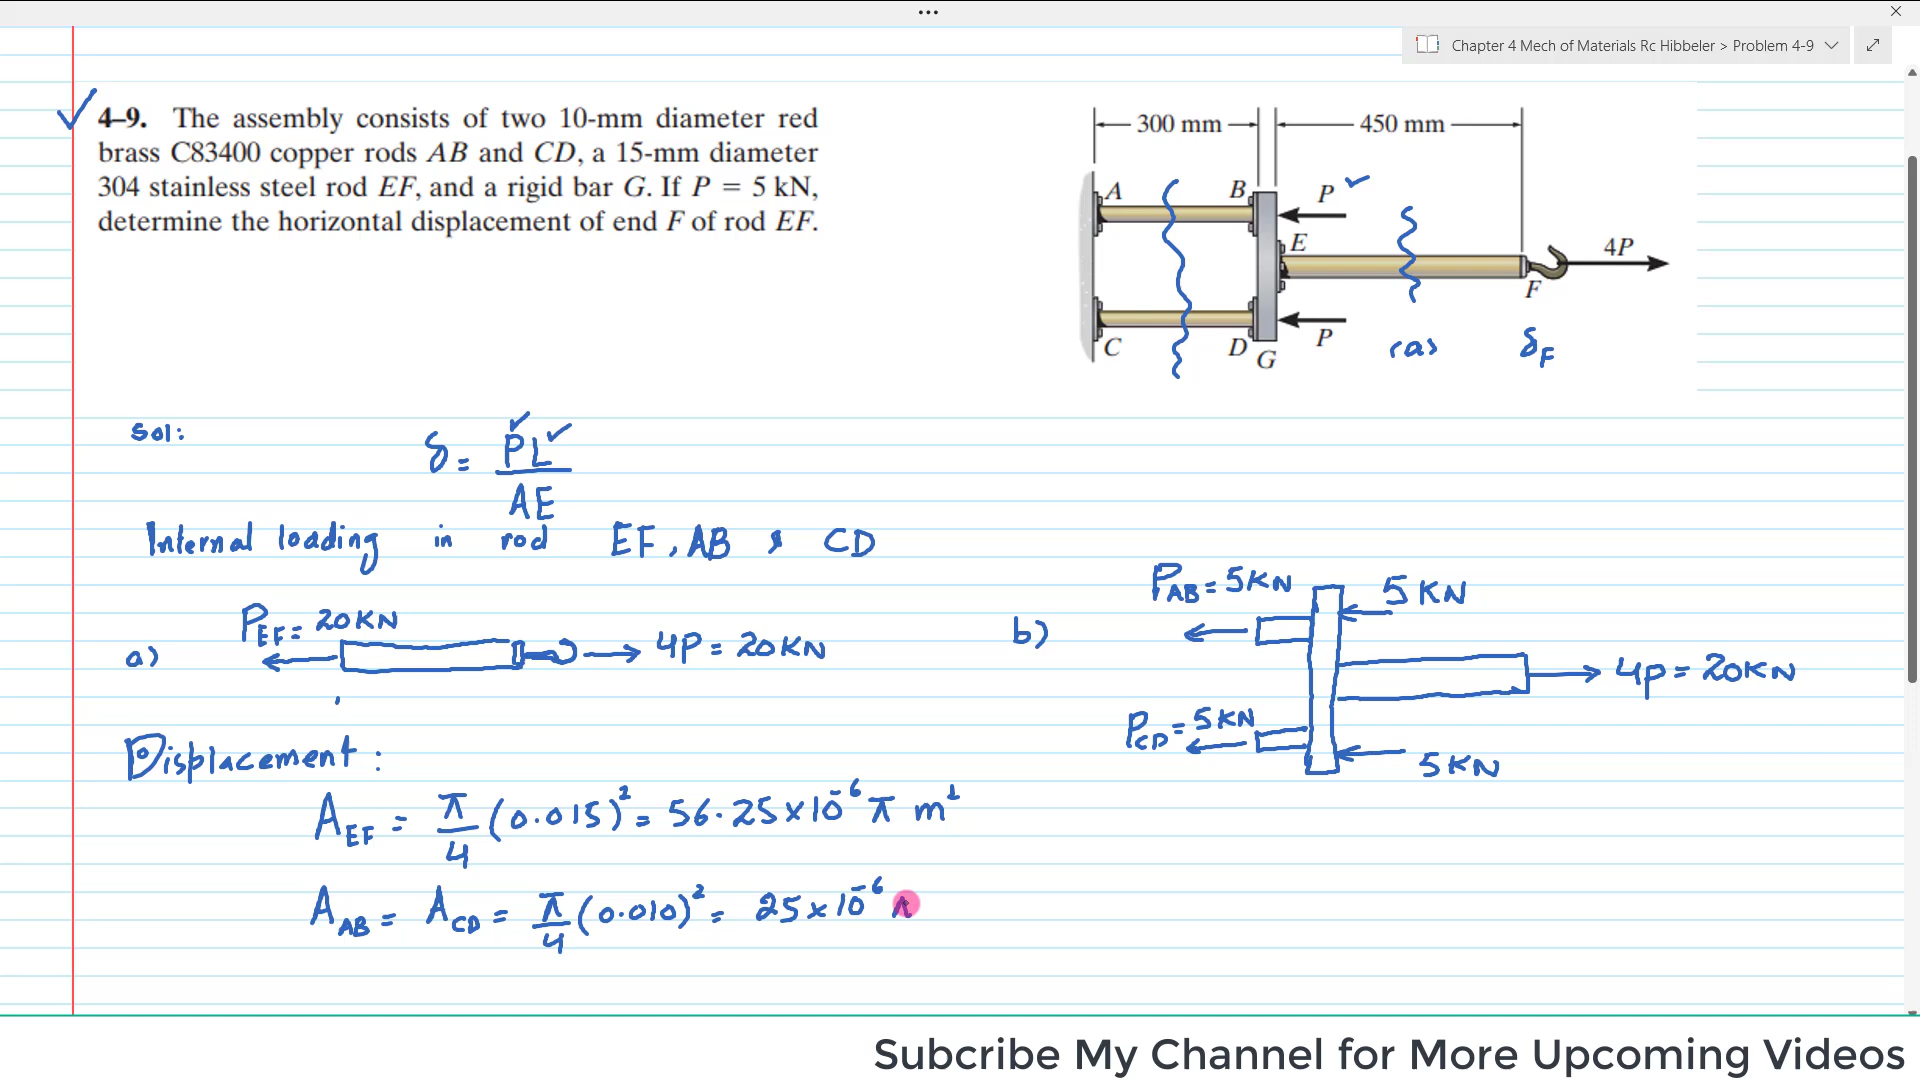 ...
Chapter 4 Mech of Materials Rc Hibbeler > Problem 4-9
4–9. The assembly consists of two 10-mm diameter red
brass C83400 copper rods AB and CD, a 15-mm diameter
304 stainless steel rod EF, and a rigid bar G. If P = 5 kN,
determine the horizontal displacement of end F of rod EF.
300 mm
450 mm
A
B
P
E
4P
F
C
D
G
P
δF
Sol:
δ = PL/AE
Internal loading in rod EF, AB & CD
a)
PEF = 20KN
4P = 20KN
b)
PAB = 5KN
5 KN
4P = 20KN
PCD = 5KN
5 KN
Displacement:
AEF = π/4 (0.015)² = 56.25×10⁻⁶ π m²
AAB = ACD = π/4 (0.010)² = 25×10⁻⁶ π
Subcribe My Channel for More Upcoming Videos